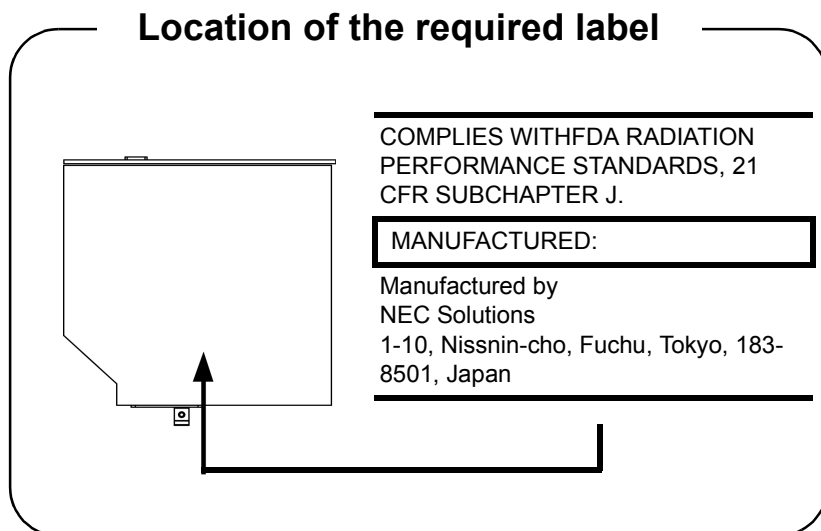 Location of the required label
COMPLIES WITHFDA RADIATION
PERFORMANCE STANDARDS, 21
CFR SUBCHAPTER J.
MANUFACTURED:
Manufactured by
NEC Solutions
1-10, Nissnin-cho, Fuchu, Tokyo, 183-
8501, Japan